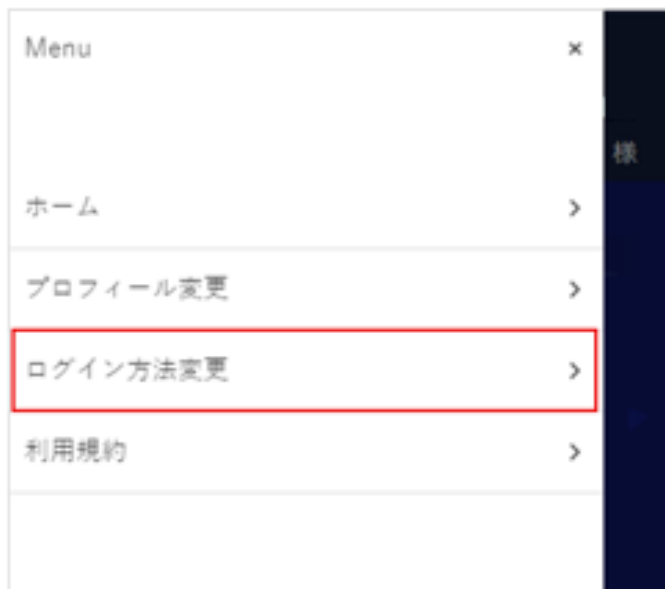 Menu ×
様
ホーム
プロフィール変更
ログイン方法変更
利用規約